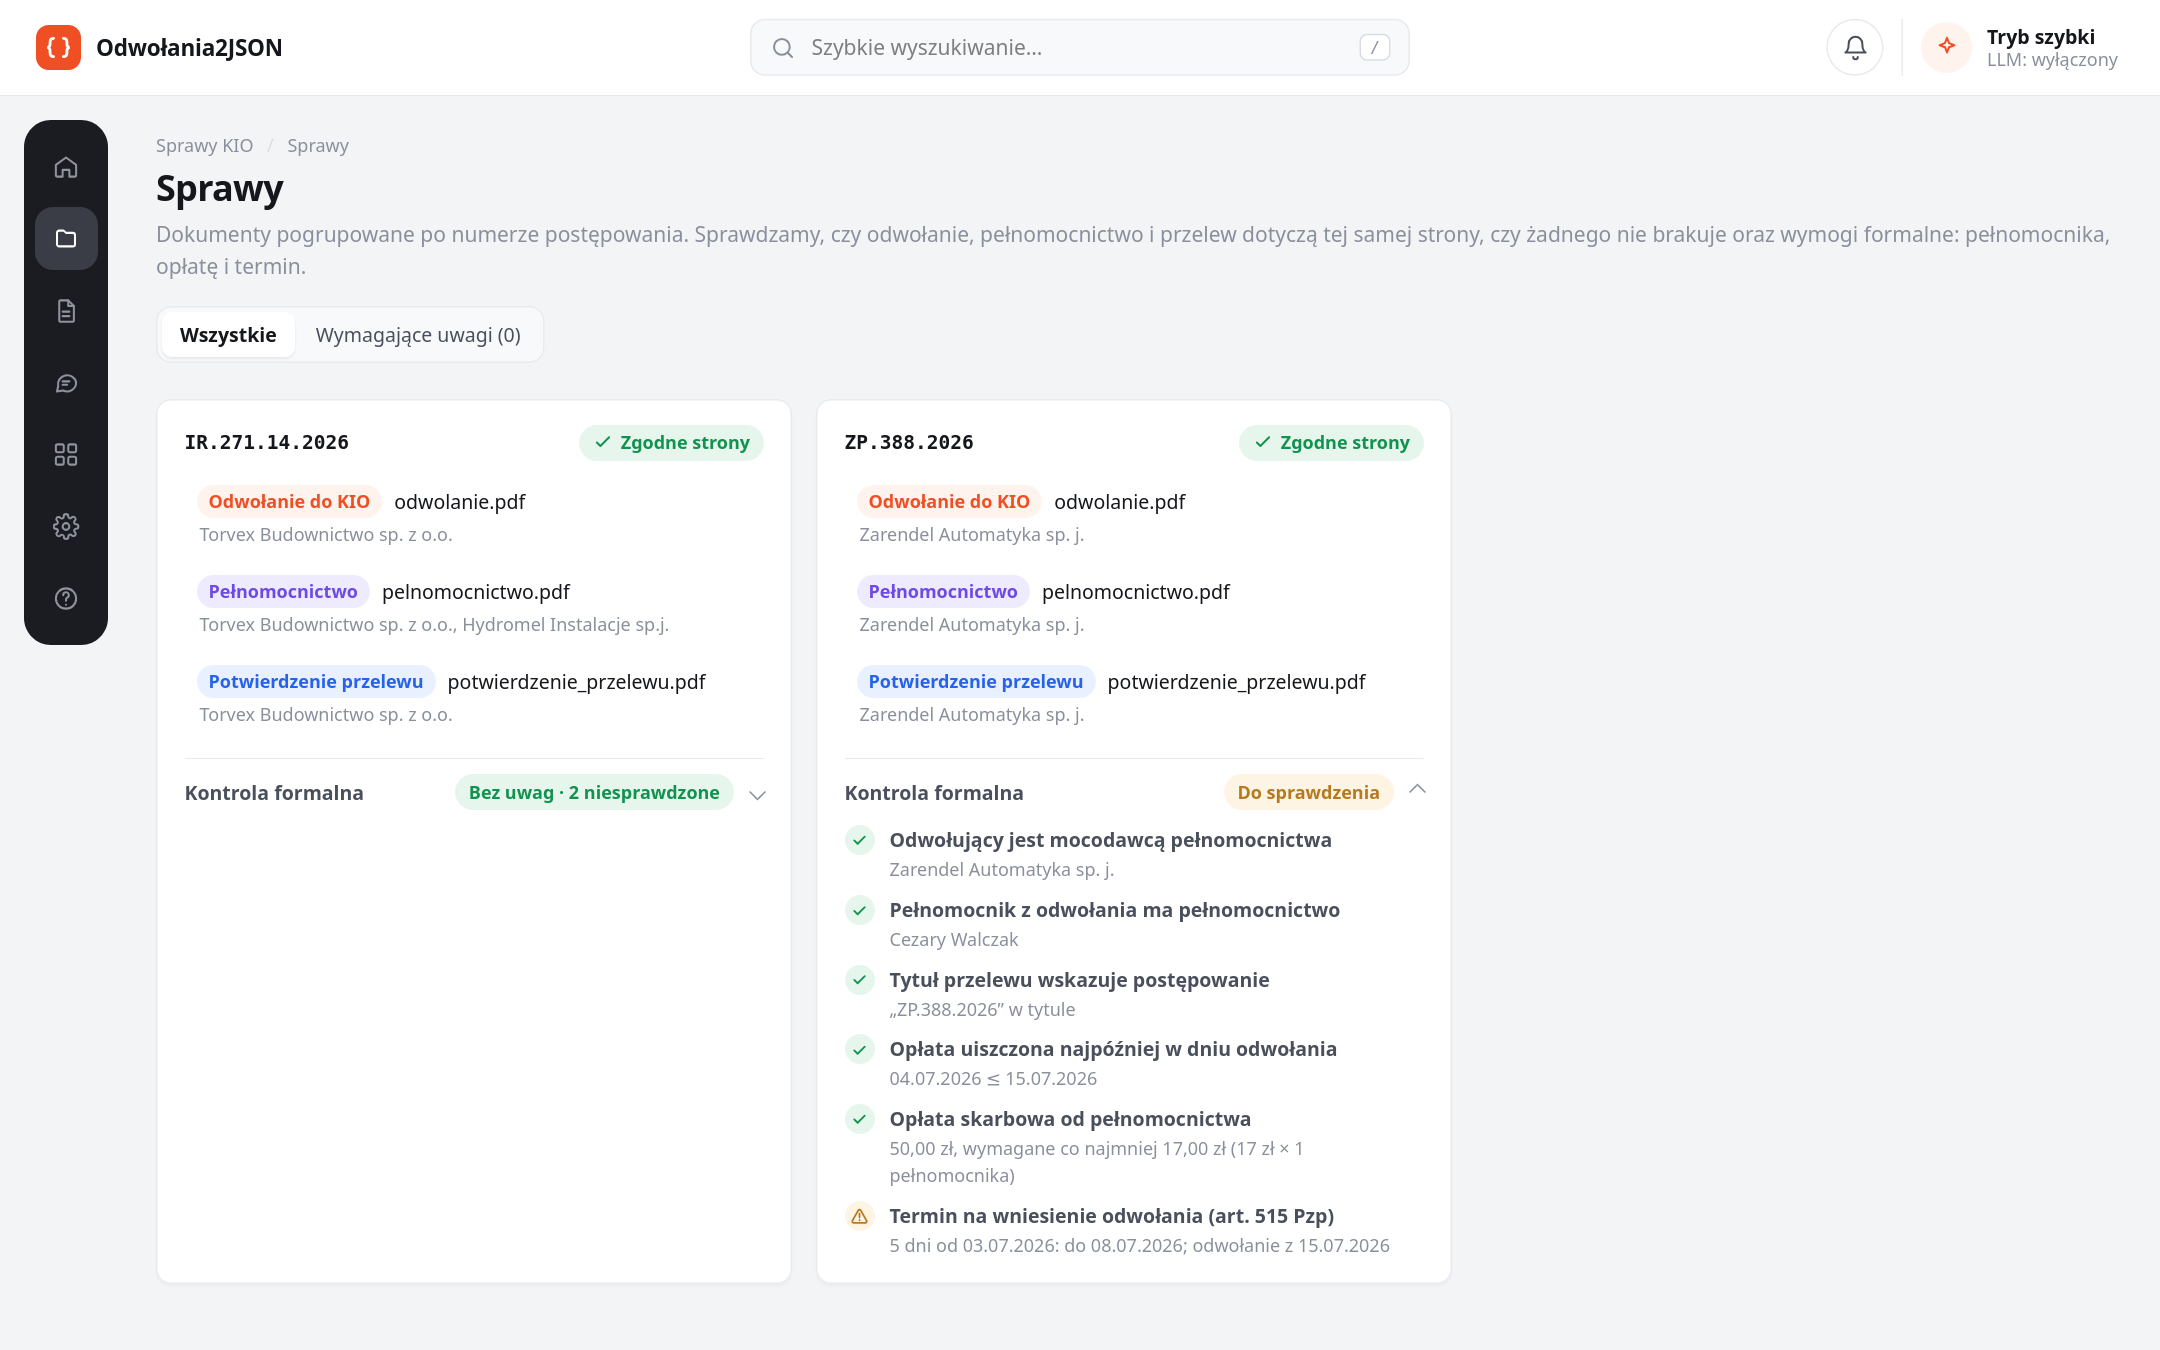 Odwołania2JSON
Szybkie wyszukiwanie...
/
Tryb szybki
LLM: wyłączony
Sprawy KIO / Sprawy
Sprawy
Dokumenty pogrupowane po numerze postępowania. Sprawdzamy, czy odwołanie, pełnomocnictwo i przelew dotyczą tej samej strony, czy żadnego nie brakuje oraz wymogi formalne: pełnomocnika,
opłatę i termin.
Wszystkie
Wymagające uwagi (0)
IR.271.14.2026
Zgodne strony
Odwołanie do KIO odwolanie.pdf
Torvex Budownictwo sp. z o.o.
Pełnomocnictwo pelnomocnictwo.pdf
Torvex Budownictwo sp. z o.o., Hydromel Instalacje sp.j.
Potwierdzenie przelewu potwierdzenie_przelewu.pdf
Torvex Budownictwo sp. z o.o.
Kontrola formalna
Bez uwag · 2 niesprawdzone
ZP.388.2026
Zgodne strony
Odwołanie do KIO odwolanie.pdf
Zarendel Automatyka sp. j.
Pełnomocnictwo pelnomocnictwo.pdf
Zarendel Automatyka sp. j.
Potwierdzenie przelewu potwierdzenie_przelewu.pdf
Zarendel Automatyka sp. j.
Kontrola formalna
Do sprawdzenia
Odwołujący jest mocodawcą pełnomocnictwa
Zarendel Automatyka sp. j.
Pełnomocnik z odwołania ma pełnomocnictwo
Cezary Walczak
Tytuł przelewu wskazuje postępowanie
„ZP.388.2026” w tytule
Opłata uiszczona najpóźniej w dniu odwołania
04.07.2026 ≤ 15.07.2026
Opłata skarbowa od pełnomocnictwa
50,00 zł, wymagane co najmniej 17,00 zł (17 zł × 1
pełnomocnika)
Termin na wniesienie odwołania (art. 515 Pzp)
5 dni od 03.07.2026: do 08.07.2026; odwołanie z 15.07.2026